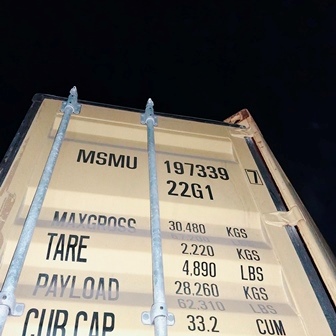 MSMU 197339 7
22G1
MAXGROSS 30.480 KGS
TARE 2.220 KGS
4.890 LBS
PAYLOAD 28.260 KGS
62.310 LBS
CUB.CAP. 33.2 CUM